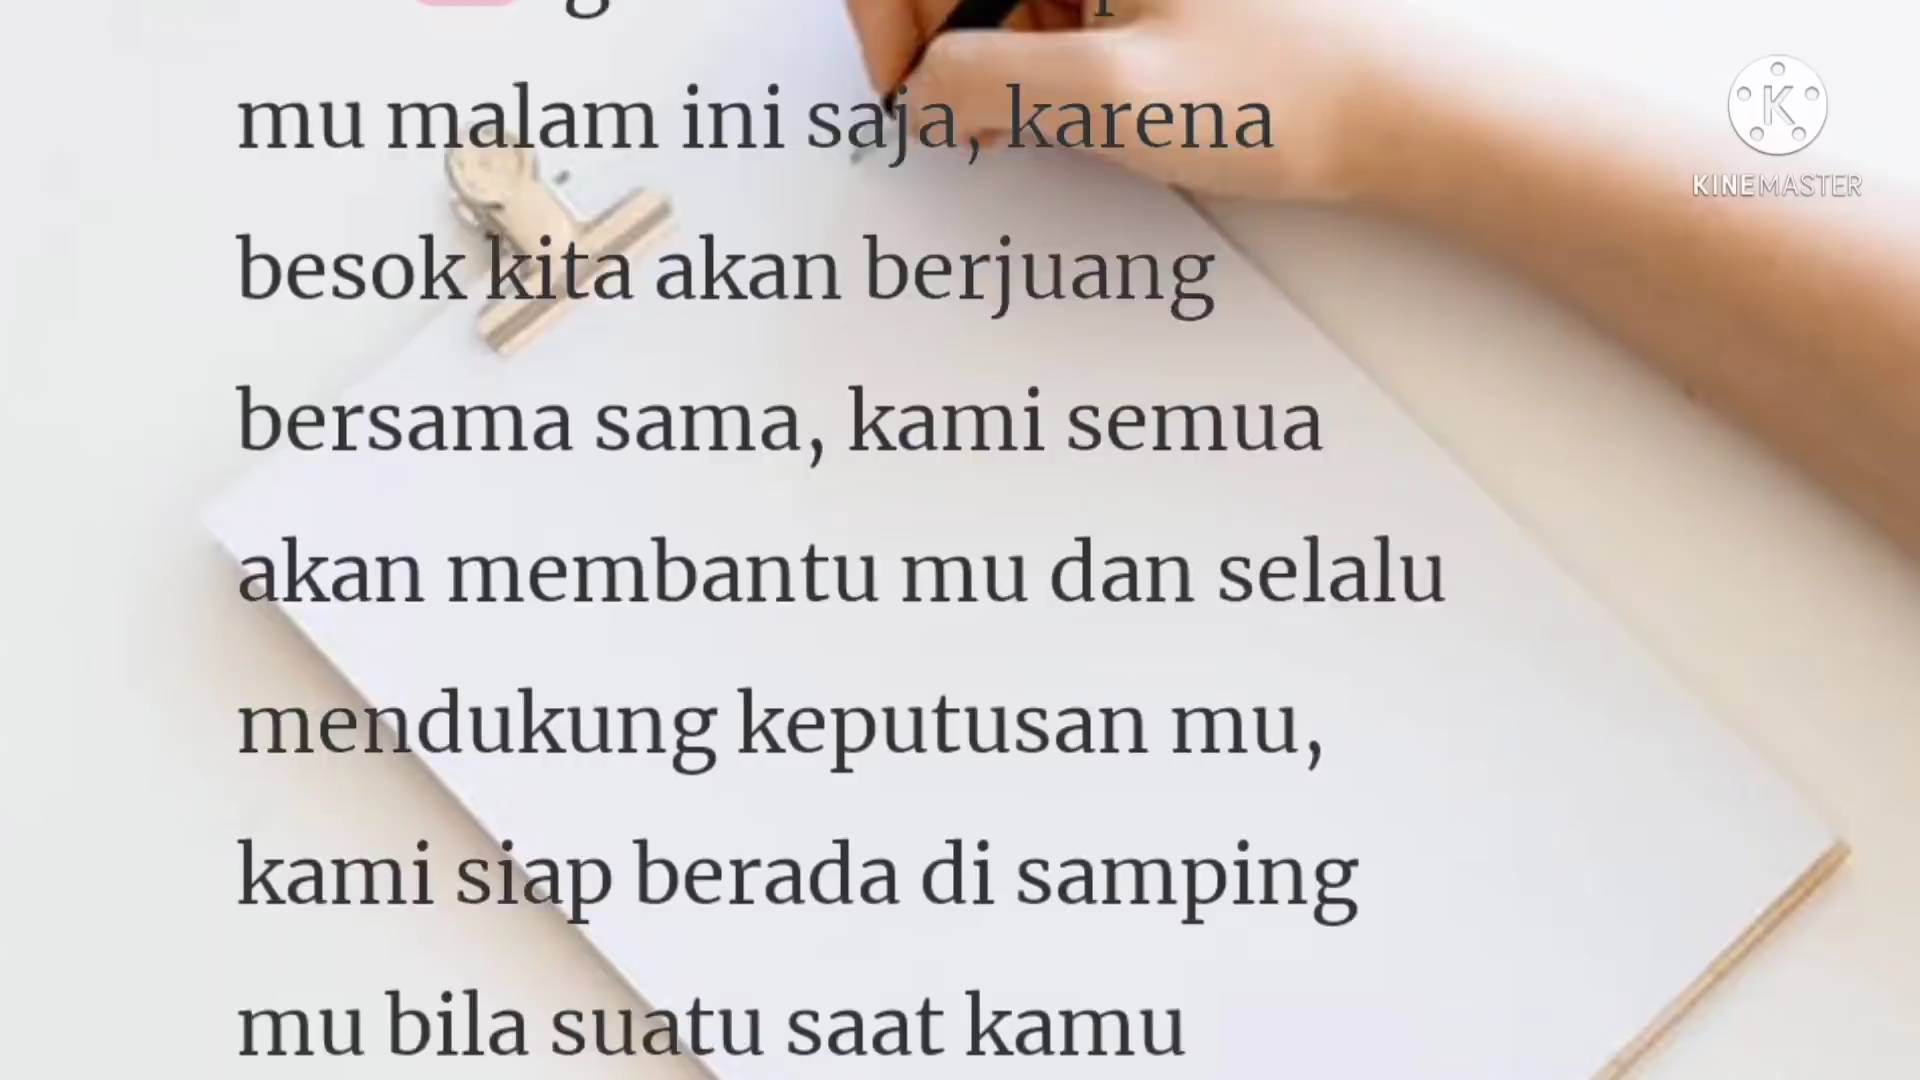 mu malam ini saja, karena
besok kita akan berjuang
bersama sama, kami semua
akan membantu mu dan selalu
mendukung keputusan mu,
kami siap berada di samping
mu bila suatu saat kamu
K
KINEMASTER